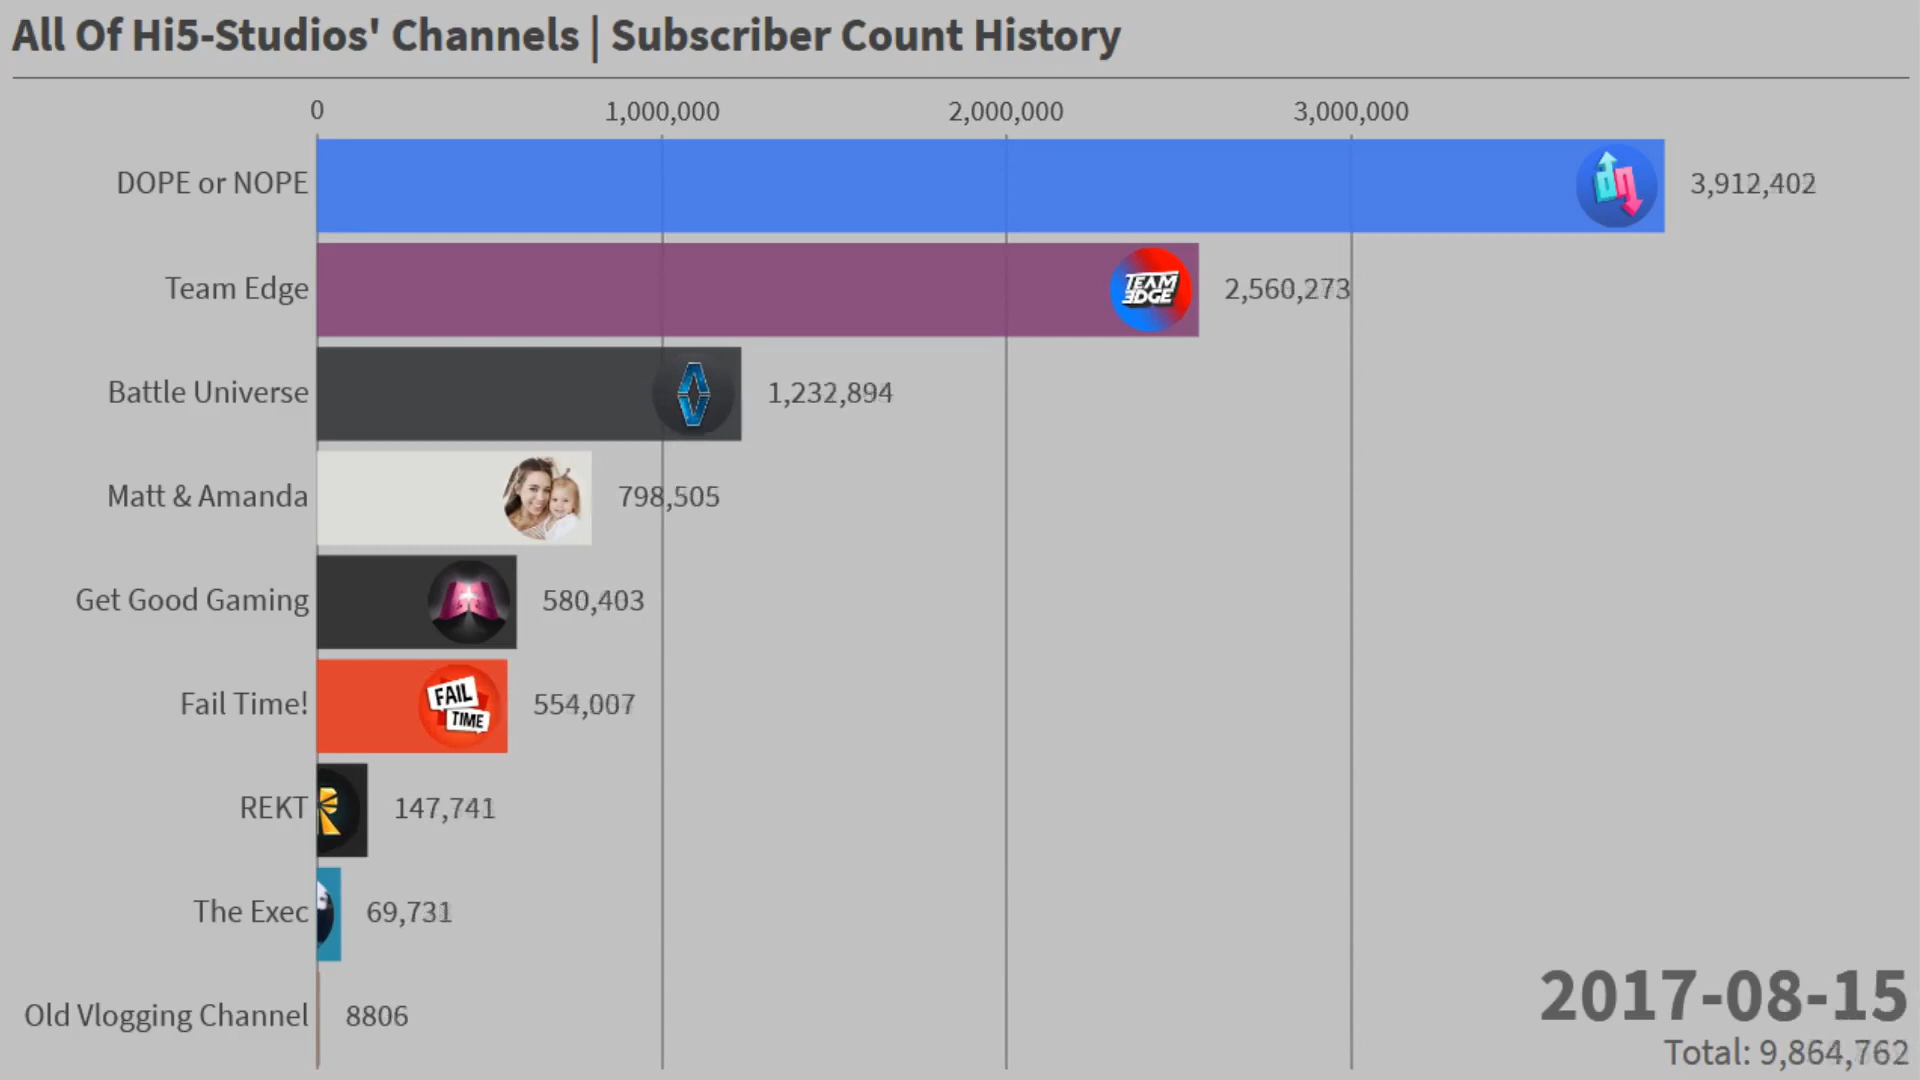 All Of Hi5-Studios' Channels | Subscriber Count History
0 1,000,000 2,000,000 3,000,000
DOPE or NOPE dn 3,912,402
Team Edge TEAM EDGE 2,560,273
Battle Universe 1,232,894
Matt & Amanda 798,505
Get Good Gaming 580,403
Fail Time! FAIL TIME 554,007
REKT R 147,741
The Exec 69,731
Old Vlogging Channel 8806
2017-08-15
Total: 9,864,762